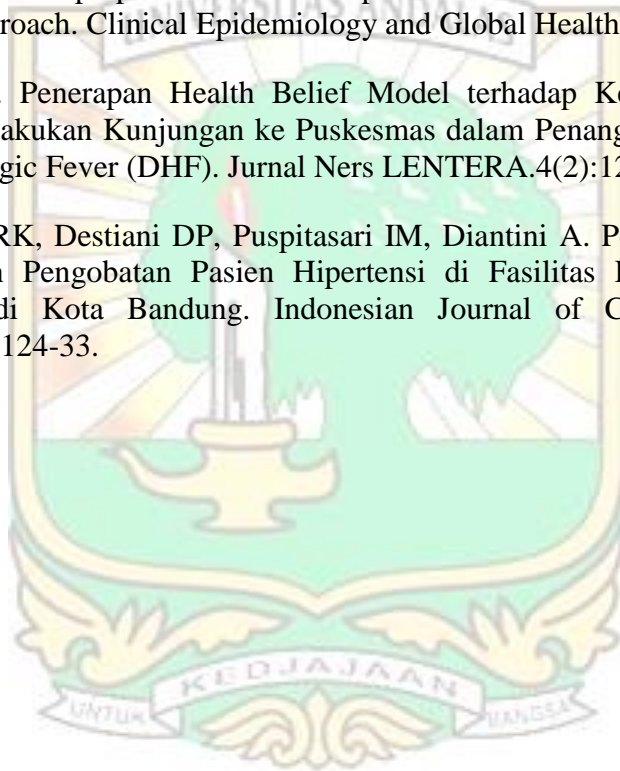 roach. Clinical Epidemiology and Global Health
Penerapan Health Belief Model terhadap
akukan Kunjungan ke Puskesmas dalam
gic Fever (DHF). Jurnal Ners LENTERA.4(2):12
RK, Destiani DP, Puspitasari IM, Diantini A.
Pengobatan Pasien Hipertensi di Fasilitas
di Kota Bandung. Indonesian Journal of
124-33.
KEDJAJAAN
UNTUK BANGSA